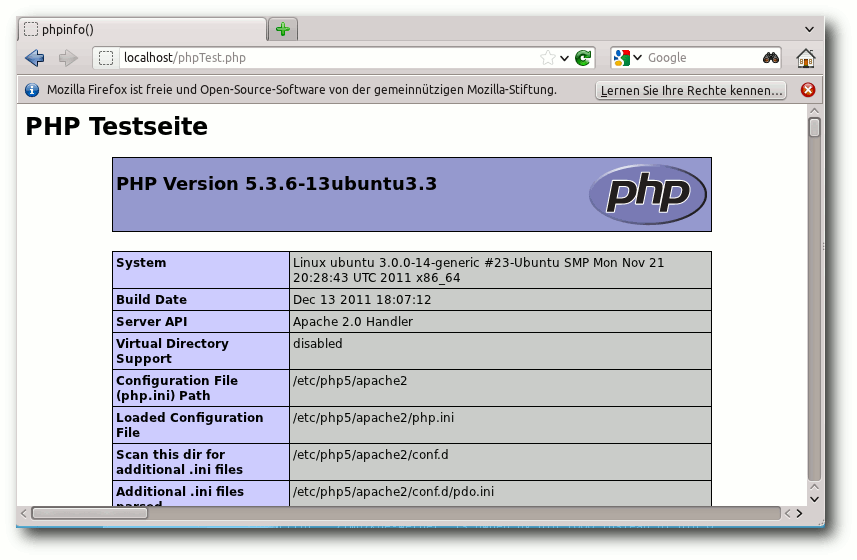 phpinfo()
localhost/phpTest.php
Google
Mozilla Firefox ist freie und Open-Source-Software von der gemeinnützigen Mozilla-Stiftung.
Lernen Sie Ihre Rechte kennen...
PHP Testseite
PHP Version 5.3.6-13ubuntu3.3
php
System
Linux ubuntu 3.0.0-14-generic #23-Ubuntu SMP Mon Nov 21
20:28:43 UTC 2011 x86_64
Build Date
Dec 13 2011 18:07:12
Server API
Apache 2.0 Handler
Virtual Directory
Support
disabled
Configuration File
(php.ini) Path
/etc/php5/apache2
Loaded Configuration
File
/etc/php5/apache2/php.ini
Scan this dir for
additional .ini files
/etc/php5/apache2/conf.d
Additional .ini files
parsed
/etc/php5/apache2/conf.d/pdo.ini